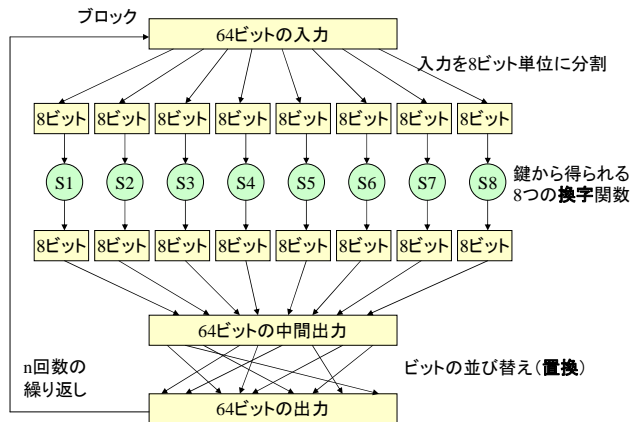 ブロック
64ビットの入力
入力を8ビット単位に分割
8ビット 8ビット 8ビット 8ビット 8ビット 8ビット 8ビット 8ビット
S1 S2 S3 S4 S5 S6 S7 S8
鍵から得られる
8つの換字関数
8ビット 8ビット 8ビット 8ビット 8ビット 8ビット 8ビット 8ビット
64ビットの中間出力
n回数の
繰り返し
ビットの並び替え(置換)
64ビットの出力